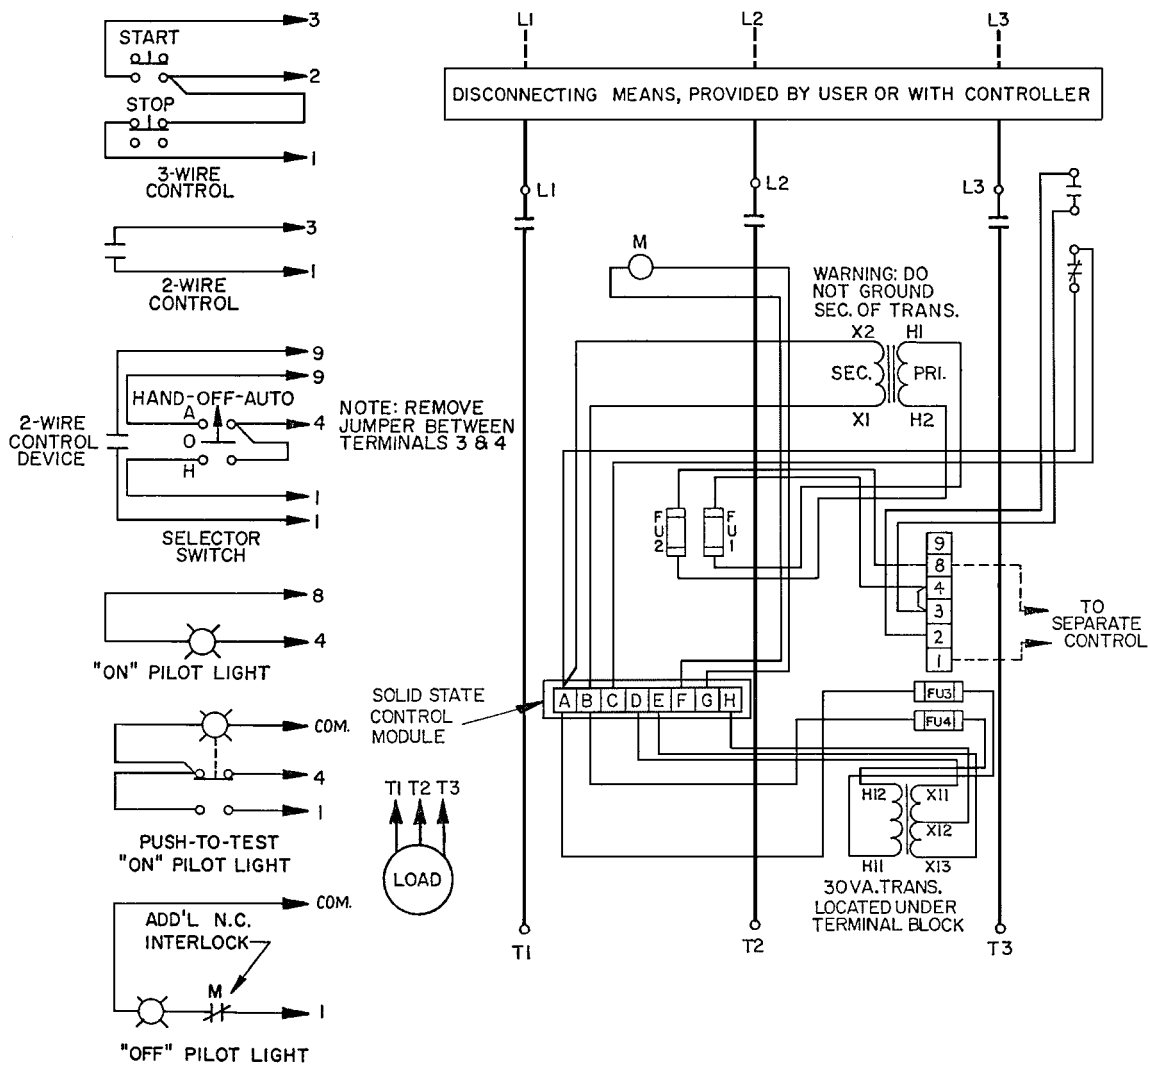 3
START
2
STOP
1
3-WIRE
CONTROL
3
1
2-WIRE
CONTROL
9
9
HAND-OFF-AUTO
A
4
O
2-WIRE
CONTROL
DEVICE
H
1
1
SELECTOR
SWITCH
NOTE: REMOVE
JUMPER BETWEEN
TERMINALS 3 & 4
8
4
"ON" PILOT LIGHT
COM.
4
1
PUSH-TO-TEST
"ON" PILOT LIGHT
COM.
ADD'L N.C.
INTERLOCK
M
1
"OFF" PILOT LIGHT
L1 L2 L3
DISCONNECTING MEANS, PROVIDED BY USER OR WITH CONTROLLER
L1 L2 L3
M
WARNING: DO
NOT GROUND
SEC. OF TRANS.
X2 H1
SEC. PRI.
X1 H2
FU2
FU1
9
8
4
3
2
1
TO
SEPARATE
CONTROL
SOLID STATE
CONTROL
MODULE
A B C D E F G H
FU3
FU4
H12 X11
X12
H11 X13
30 VA. TRANS.
LOCATED UNDER
TERMINAL BLOCK
T1 T2 T3
LOAD
T1 T2 T3